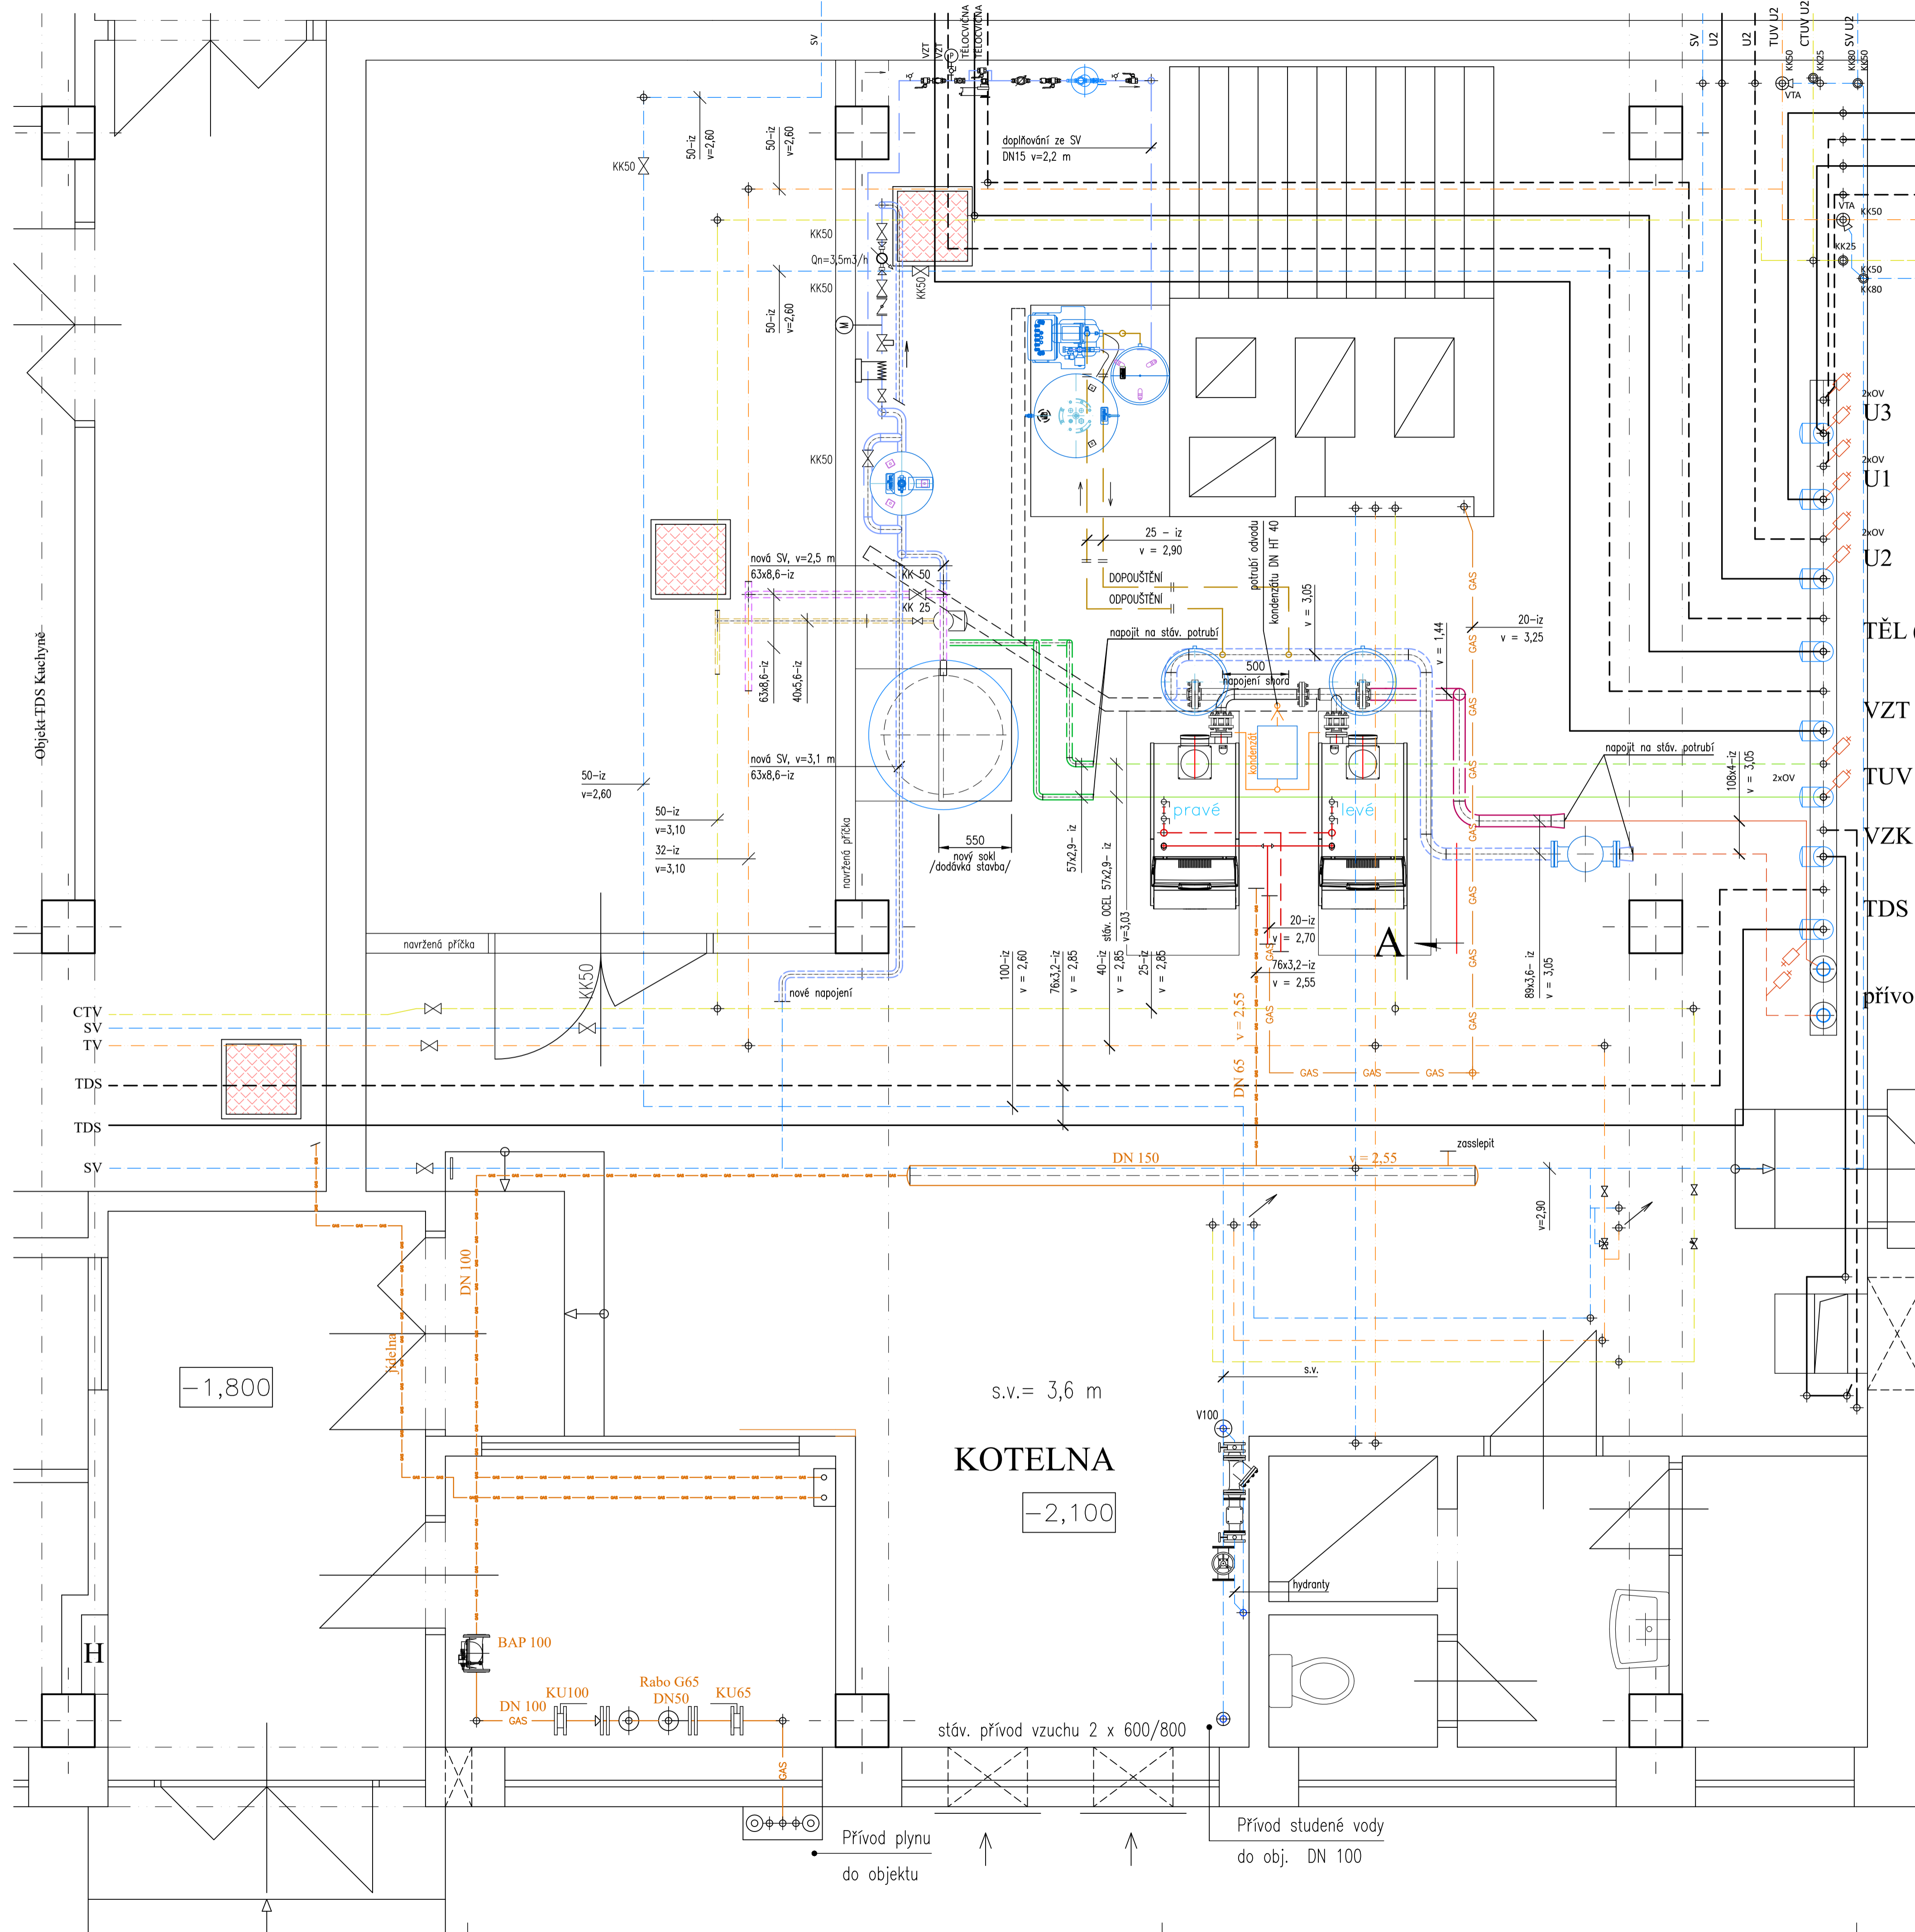 SV
VZT
VZT
TĚLOCVIČNA
TĚLOCVIČNA
SV
U2
U2
TUV U2
CTUV U2
SV U2
KK50
KK25
KK80
KK50
VTA
50-iz
v=2,60
50-iz
v=2,60
KK50
doplňování ze SV
DN15 v=2,2 m
VTA
KK50
KK25
KK50
KK80
KK50
Qn=3,5m3/h
KK50
KK50
50-iz
v=2,60
M
KK50
2xOV
U3
2xOV
U1
2xOV
U2
TĚL
VZT
TUV
2xOV
VZK
TDS
přívo
Objekt TDS Kuchyně
nová SV, v=2,5 m
63x8,6-iz
KK 50
KK 25
25 - iz
v = 2,90
DOPOUŠTĚNÍ
ODPOUŠTĚNÍ
potrubí odvodu
kondenzátu DN HT 40
v = 3,05
napojit na stáv. potrubí
GAS
GAS
v = 1,44
20-iz
v = 3,25
500
napojení shora
63x8,6-iz
40x5,6-iz
GAS
nová SV, v=3,1 m
63x8,6-iz
50-iz
v=2,60
50-iz
v=3,10
32-iz
v=3,10
navržená příčka
550
nový sokl
/dodávka stavba/
57x2,9- iz
stáv. OCEL 57x2,9- iz
v=3,03
kondenzát
pravé
levé
GAS
GAS
GAS
GAS
napojit na stáv. potrubí
108x4-iz
v = 3,05
89x3,6- iz
v = 3,05
20-iz
v = 2,70
GAS
A
76x3,2-iz
v = 2,55
navržená příčka
KK50
nové napojení
100-iz
v = 2,60
76x3,2-iz
v = 2,85
40-iz
v = 2,85
25-iz
v = 2,85
DN 65
v = 2,55
GAS
GAS
GAS
GAS
GAS
CTV
SV
TV
TDS
TDS
SV
DN 150
v = 2,55
zasslepit
v=2,90
DN 100
Jídelna
-1,800
s.v.= 3,6 m
KOTELNA
-2,100
s.v.
V100
hydranty
H
BAP 100
DN 100
GAS
KU100
Rabo G65
DN50
KU65
GAS
stáv. přívod vzuchu 2 x 600/800
Přívod plynu
do objektu
Přívod studené vody
do obj. DN 100